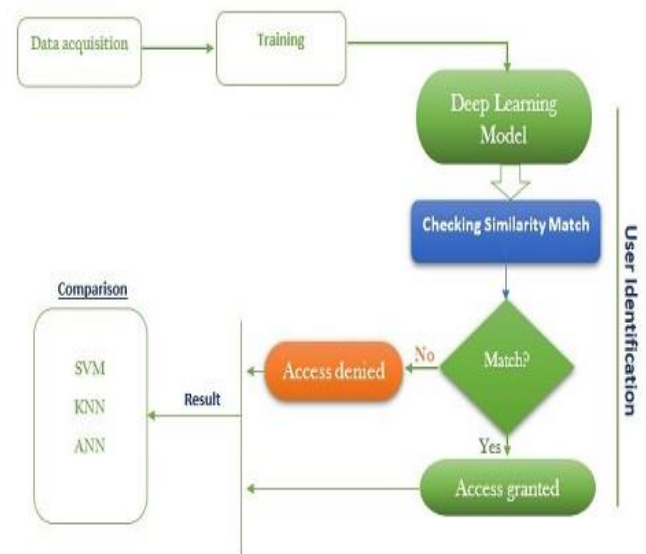 Data acquisition
Training
Deep Learning
Model
Checking Similarity Match
User Identification
Match?
No
Access denied
Yes
Access granted
Result
Comparison
SVM
KNN
ANN